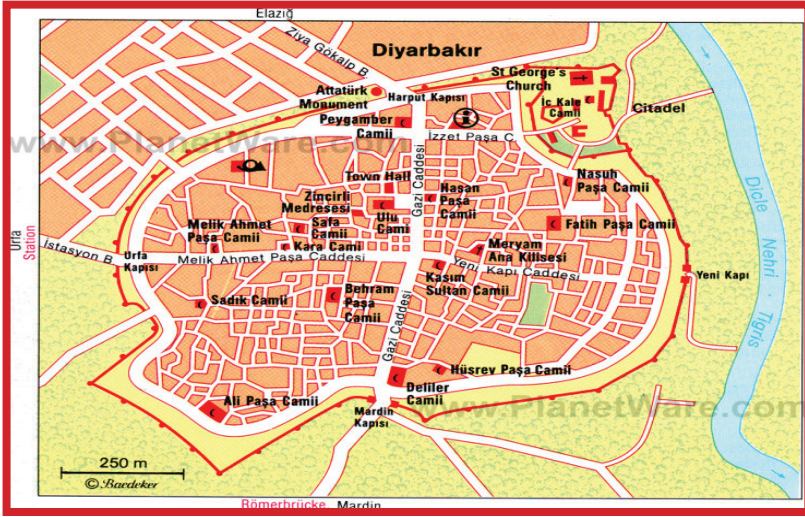 Elazığ
Ziya Gökalp B
Diyarbakır
St George's
Church
Attatürk
Monument
Harput Kapısı
İç Kale
Camii
Citadel
Peygamber
Camii
İzzet Paşa C.
www.PlanetWare.com
Nasuh
Paşa Camii
Town Hall
Zincirli
Medresesi
Hasan
Paşa
Camii
Gazi Caddesi
Ulu
Cami
Safa
Camii
Melik Ahmet
Paşa Camii
Kara Cami
Fatih Paşa Camii
Meryam
Ana Kilisesi
Urfa
Station
İstasyon B
Urfa
Kapısı
Melik Ahmet Paşa Caddesi
Yeni Kapı Caddesi
Kasım
Sultan Camii
Yeni Kapı
Dicle Nehri - Tigris
Sadık Camii
Behram
Paşa
Camii
Gazi Caddesi
Hüsrev Paşa Camii
Deliler
Camii
Ali Paşa Camii
Mardin
Kapısı
www.PlanetWare.com
250 m
© Baedeker
Römerbrücke, Mardin